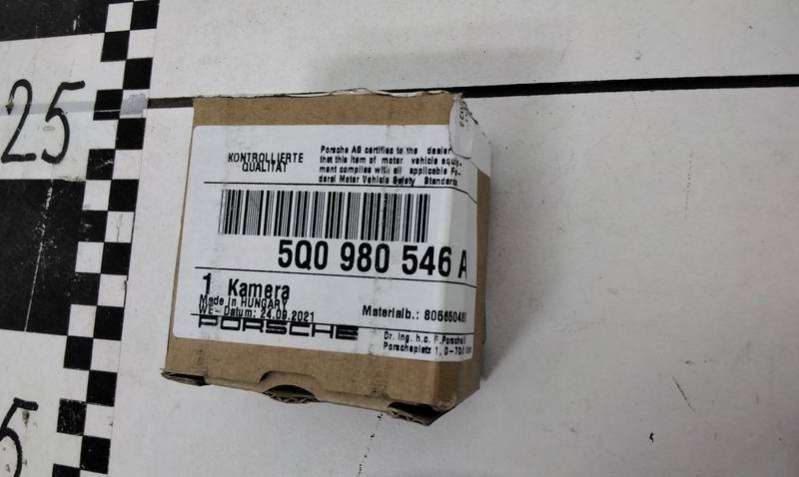 25
KONTROLLIERTE
QUALITÄT
Porsche AG certifies to the dealer
that this item of motor vehicle equip-
ment complies with all applicable Fe-
deral Motor Vehicle Safety Standards
5Q0 980 546 A
1 Kamera
Made in HUNGARY
WE- Datum: 24.09.2021
Materialb.:
PORSCHE
Dr. Ing. h.c. F.Porsche
Porscheplatz 1, D-70
5